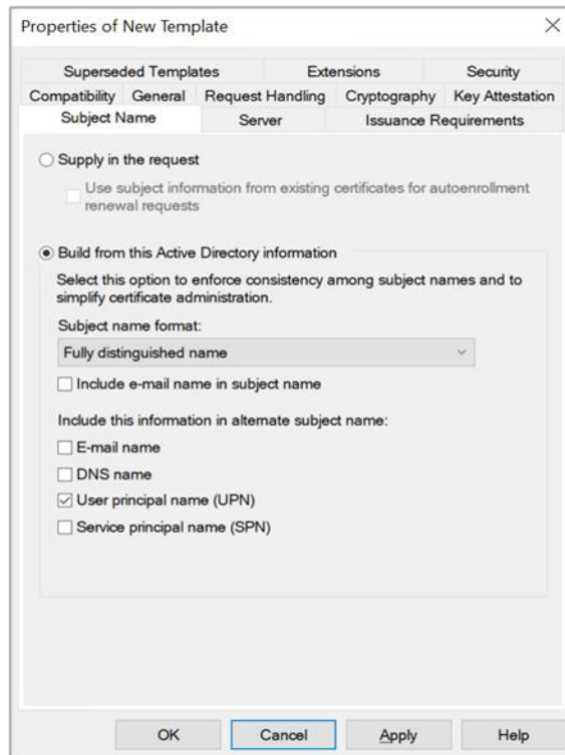 Properties of New Template
Superseded Templates Extensions Security
Compatibility General Request Handling Cryptography Key Attestation
Subject Name Server Issuance Requirements
Supply in the request
Use subject information from existing certificates for autoenrollment
renewal requests
Build from this Active Directory information
Select this option to enforce consistency among subject names and to
simplify certificate administration.
Subject name format:
Fully distinguished name
Include e-mail name in subject name
Include this information in alternate subject name:
E-mail name
DNS name
User principal name (UPN)
Service principal name (SPN)
OK Cancel Apply Help